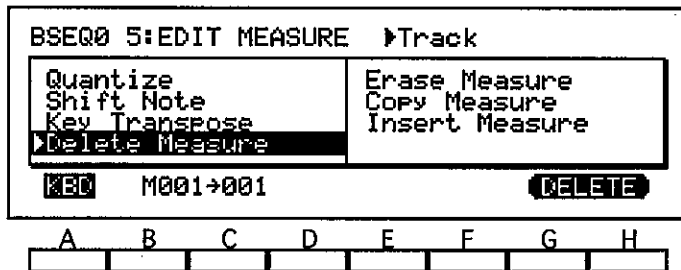 BSEQ0 5:EDIT MEASURE ▶Track
Quantize
Shift Note
Key Transpose
▶Delete Measure
Erase Measure
Copy Measure
Insert Measure
KBD M001→001 DELETE
A B C D E F G H